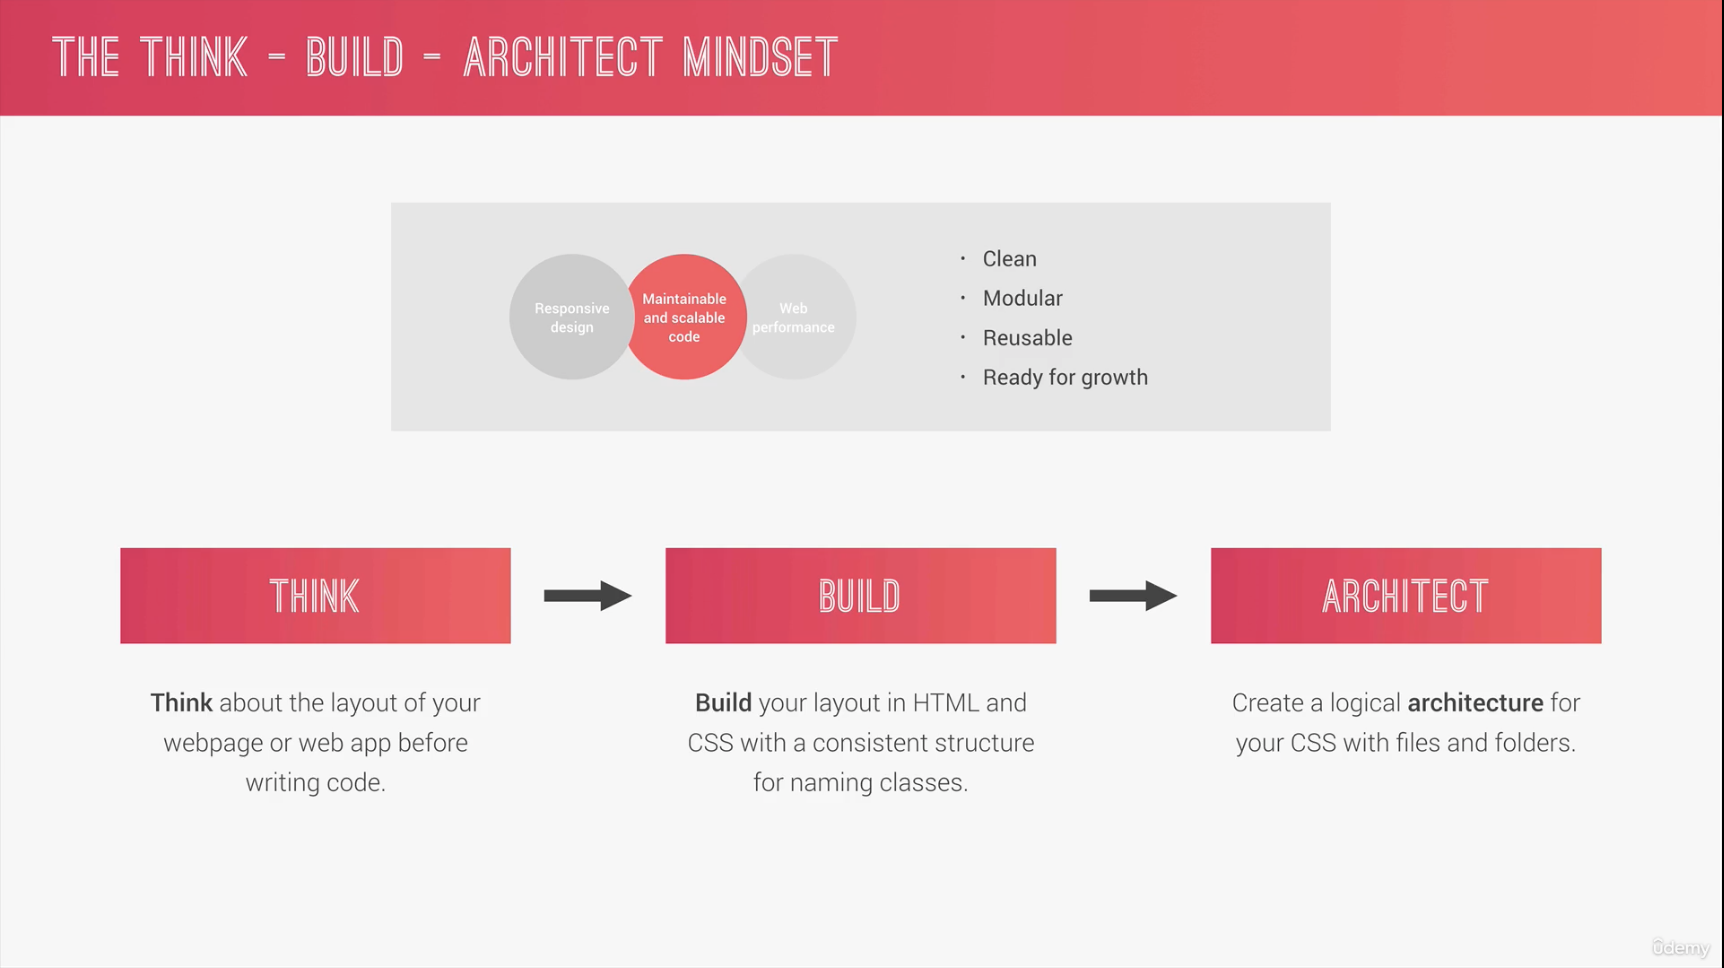 THE THINK – BUILD – ARCHITECT MINDSET
Responsive
design
Maintainable
and scalable
code
Web
performance
· Clean
· Modular
· Reusable
· Ready for growth
THINK
BUILD
ARCHITECT
Think about the layout of your
webpage or web app before
writing code.
Build your layout in HTML and
CSS with a consistent structure
for naming classes.
Create a logical architecture for
your CSS with files and folders.
ûdemy